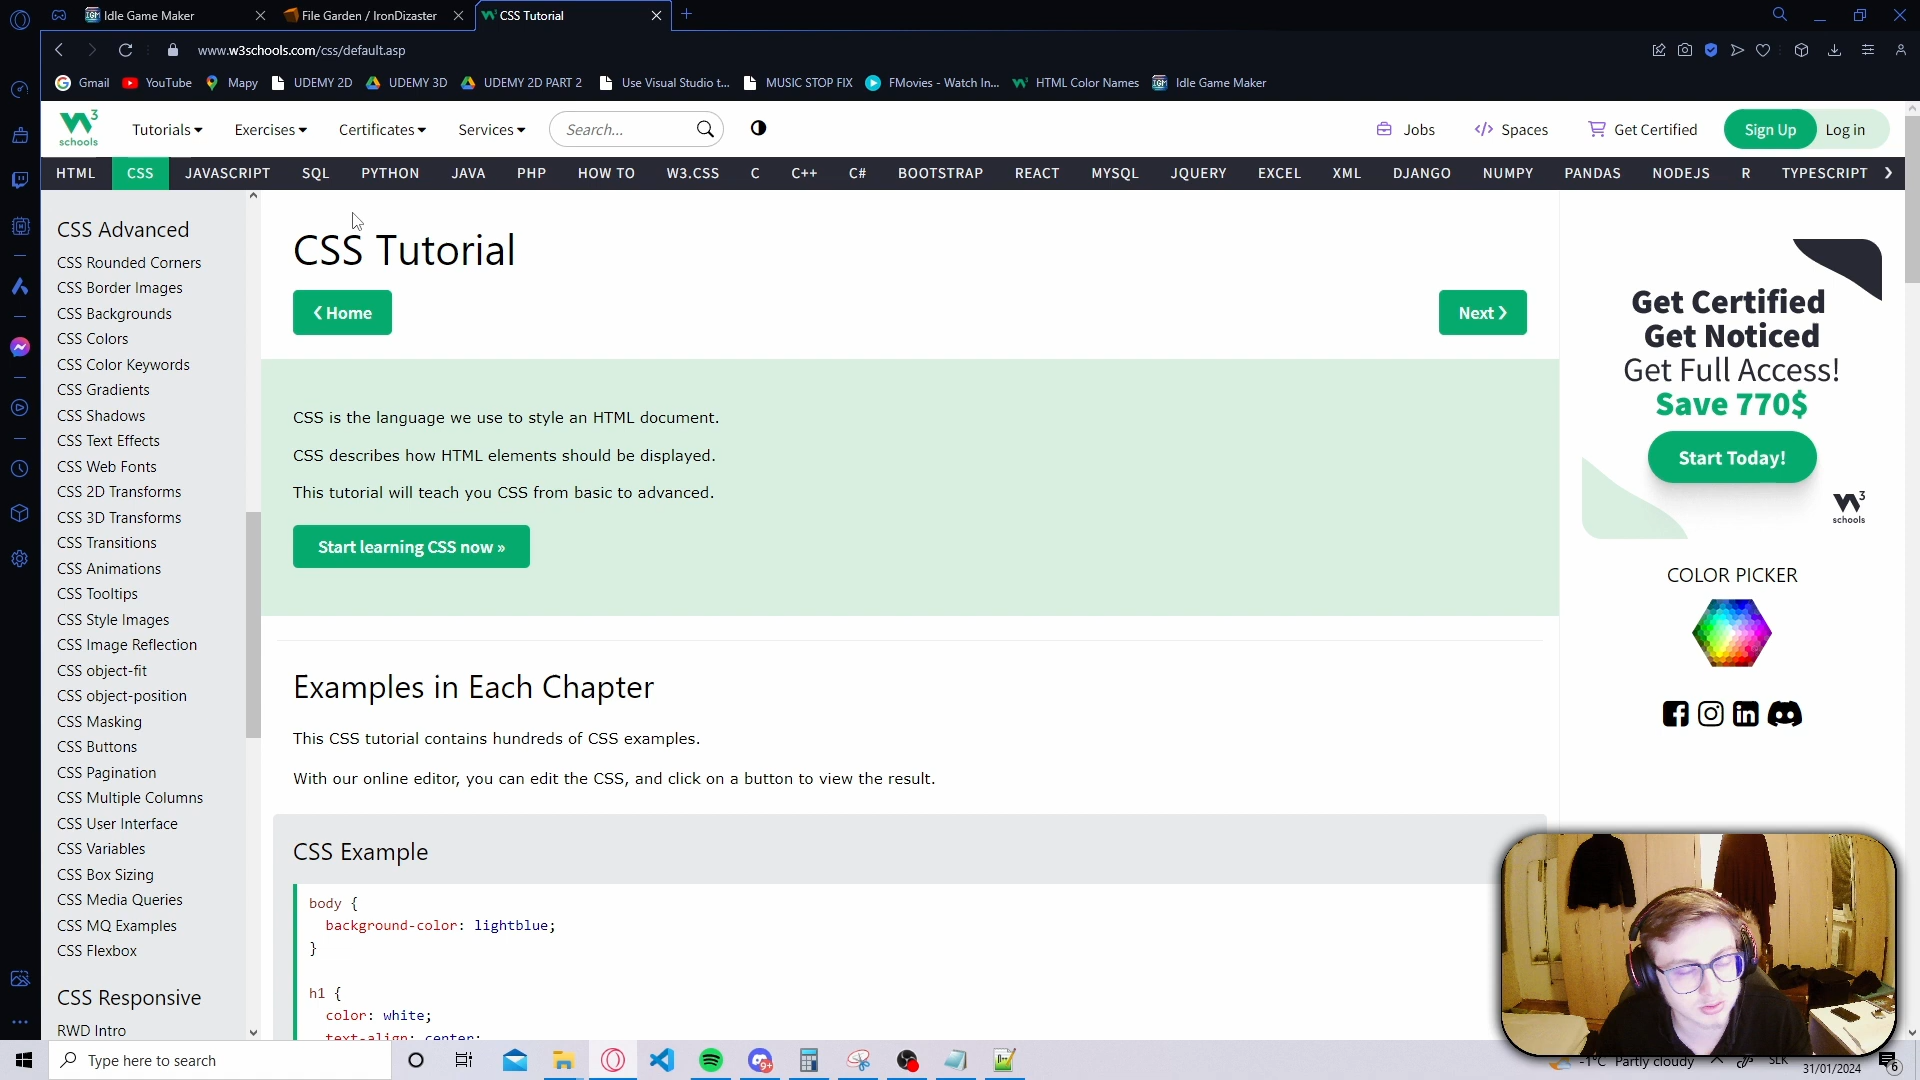 Idle Game Maker
File Garden / IronDizaster
CSS Tutorial
www.w3schools.com/css/default.asp
Gmail YouTube Mapy UDEMY 2D UDEMY 3D UDEMY 2D PART 2 Use Visual Studio t... MUSIC STOP FIX FMovies - Watch In... HTML Color Names Idle Game Maker
W3 schools
Tutorials Exercises Certificates Services Search... Jobs Spaces Get Certified Sign Up Log in
HTML CSS JAVASCRIPT SQL PYTHON JAVA PHP HOW TO W3.CSS C C++ C# BOOTSTRAP REACT MYSQL JQUERY EXCEL XML DJANGO NUMPY PANDAS NODEJS R TYPESCRIPT
CSS Advanced
CSS Rounded Corners
CSS Border Images
CSS Backgrounds
CSS Colors
CSS Color Keywords
CSS Gradients
CSS Shadows
CSS Text Effects
CSS Web Fonts
CSS 2D Transforms
CSS 3D Transforms
CSS Transitions
CSS Animations
CSS Tooltips
CSS Style Images
CSS Image Reflection
CSS object-fit
CSS object-position
CSS Masking
CSS Buttons
CSS Pagination
CSS Multiple Columns
CSS User Interface
CSS Variables
CSS Box Sizing
CSS Media Queries
CSS MQ Examples
CSS Flexbox
CSS Responsive
RWD Intro
CSS Tutorial
❮ Home
Next ❯
CSS is the language we use to style an HTML document.
CSS describes how HTML elements should be displayed.
This tutorial will teach you CSS from basic to advanced.
Start learning CSS now »
Examples in Each Chapter
This CSS tutorial contains hundreds of CSS examples.
With our online editor, you can edit the CSS, and click on a button to view the result.
CSS Example
body {
background-color: lightblue;
}
h1 {
color: white;
text-align: center;
Get Certified
Get Noticed
Get Full Access!
Save 770$
Start Today!
W3 schools
COLOR PICKER
Type here to search
9+
-1°C Partly cloudy
SLK
31/01/2024
6